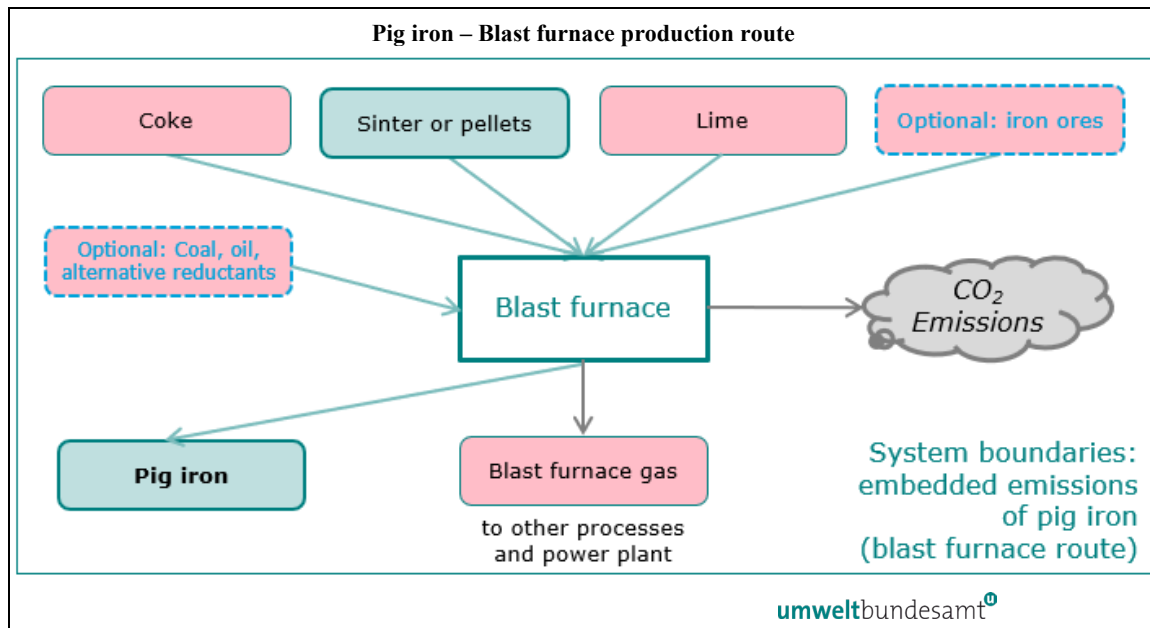 Pig iron – Blast furnace production route
Coke
Sinter or pellets
Lime
Optional: iron ores
Optional: Coal, oil,
alternative reductants
Blast furnace
CO2
Emissions
Pig iron
Blast furnace gas
to other processes
and power plant
System boundaries:
embedded emissions
of pig iron
(blast furnace route)
umweltbundesamt u